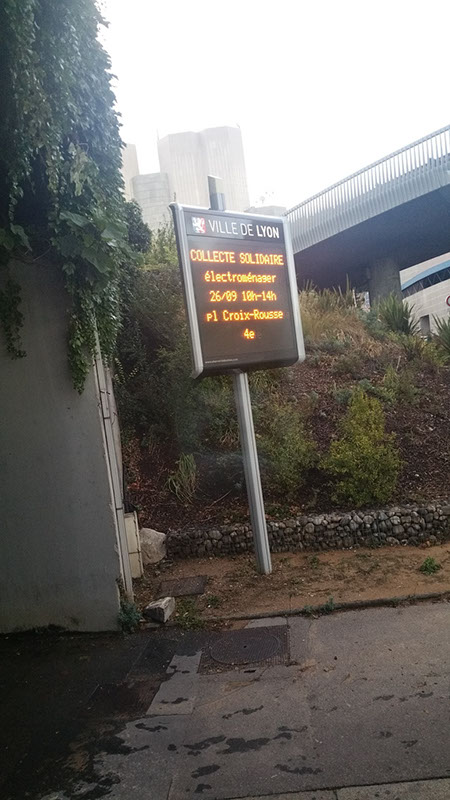 VILLE DE LYON
COLLECTE SOLIDAIRE
électroménager
26/09 10h-14h
pl Croix-Rousse
4e